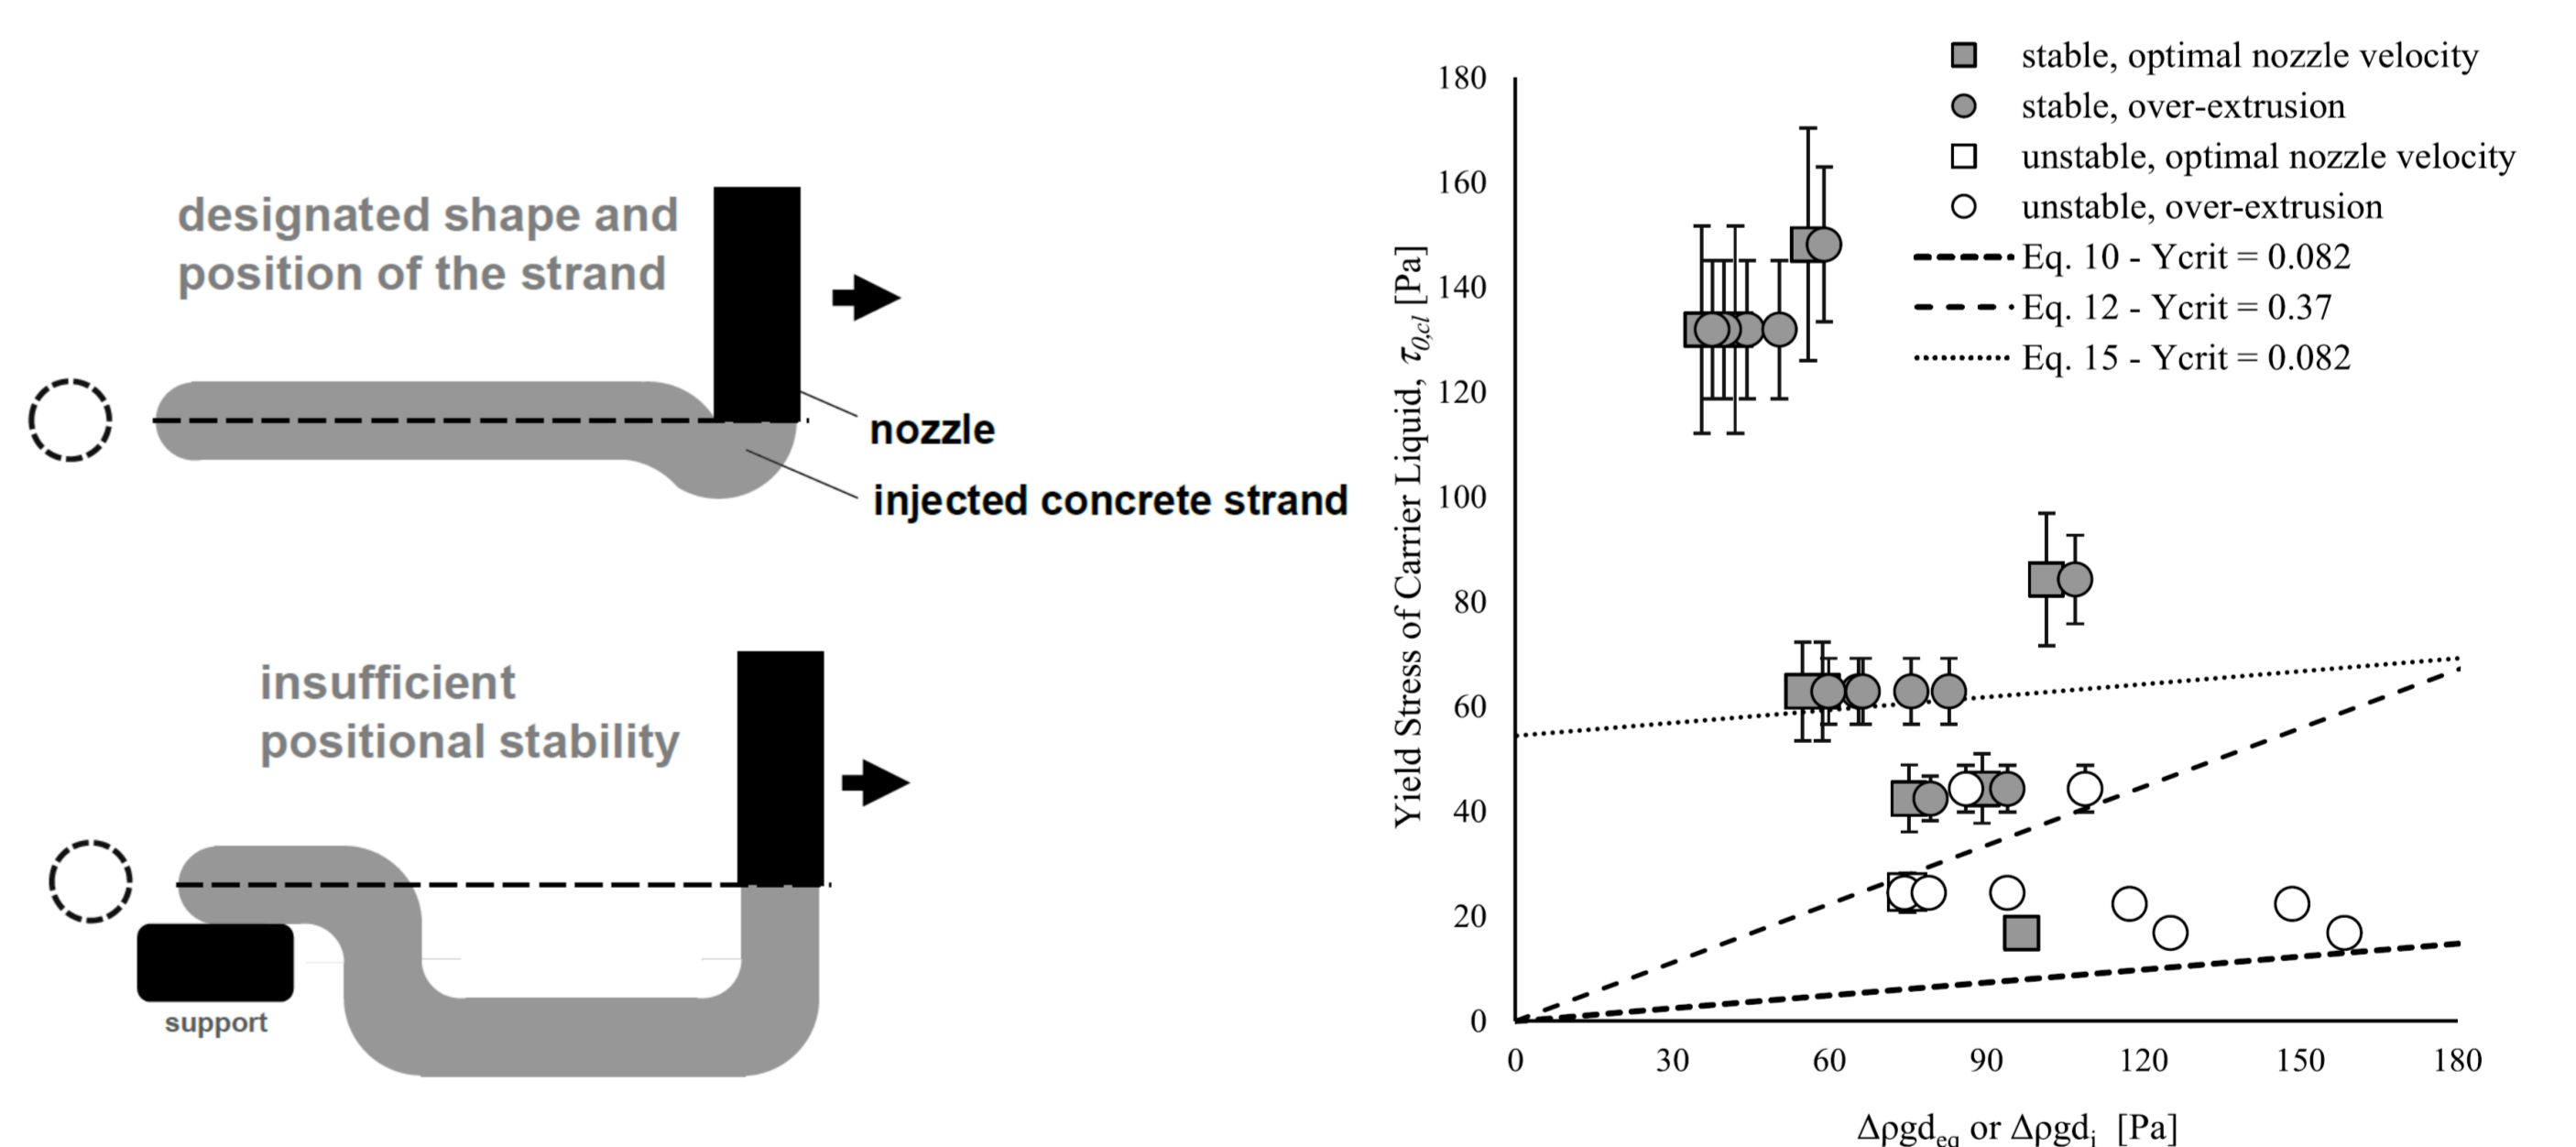 designated shape and
position of the strand
nozzle
injected concrete strand
insufficient
positional stability
support
stable, optimal nozzle velocity
stable, over-extrusion
unstable, optimal nozzle velocity
unstable, over-extrusion
Eq. 10 - Ycrit = 0.082
Eq. 12 - Ycrit = 0.37
Eq. 15 - Ycrit = 0.082
Yield Stress of Carrier Liquid, τ0,cl [Pa]
180
160
140
120
100
80
60
40
20
0
0 30 60 90 120 150 180
Δρgdeq or Δρgdi [Pa]